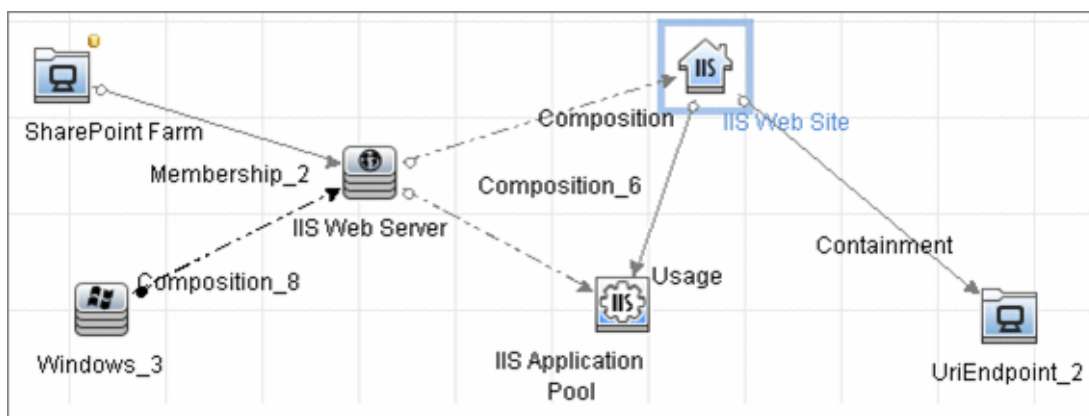 IIS
SharePoint Farm
Composition
IIS Web Site
Membership_2
Composition_6
IIS Web Server
Composition_8
Containment
Usage
IIS
Windows_3
IIS Application
Pool
UriEndpoint_2